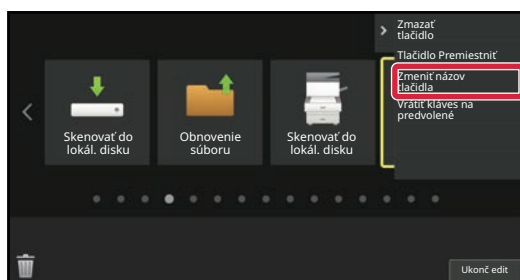 Zmazať
tlačidlo
Tlačidlo Premiestniť
Zmeniť názov
tlačidla
Vrátiť kláves na
predvolené
Skenovať do
lokál. disku
Obnovenie
súboru
Skenovať do
lokál. disku
Ukonč edit